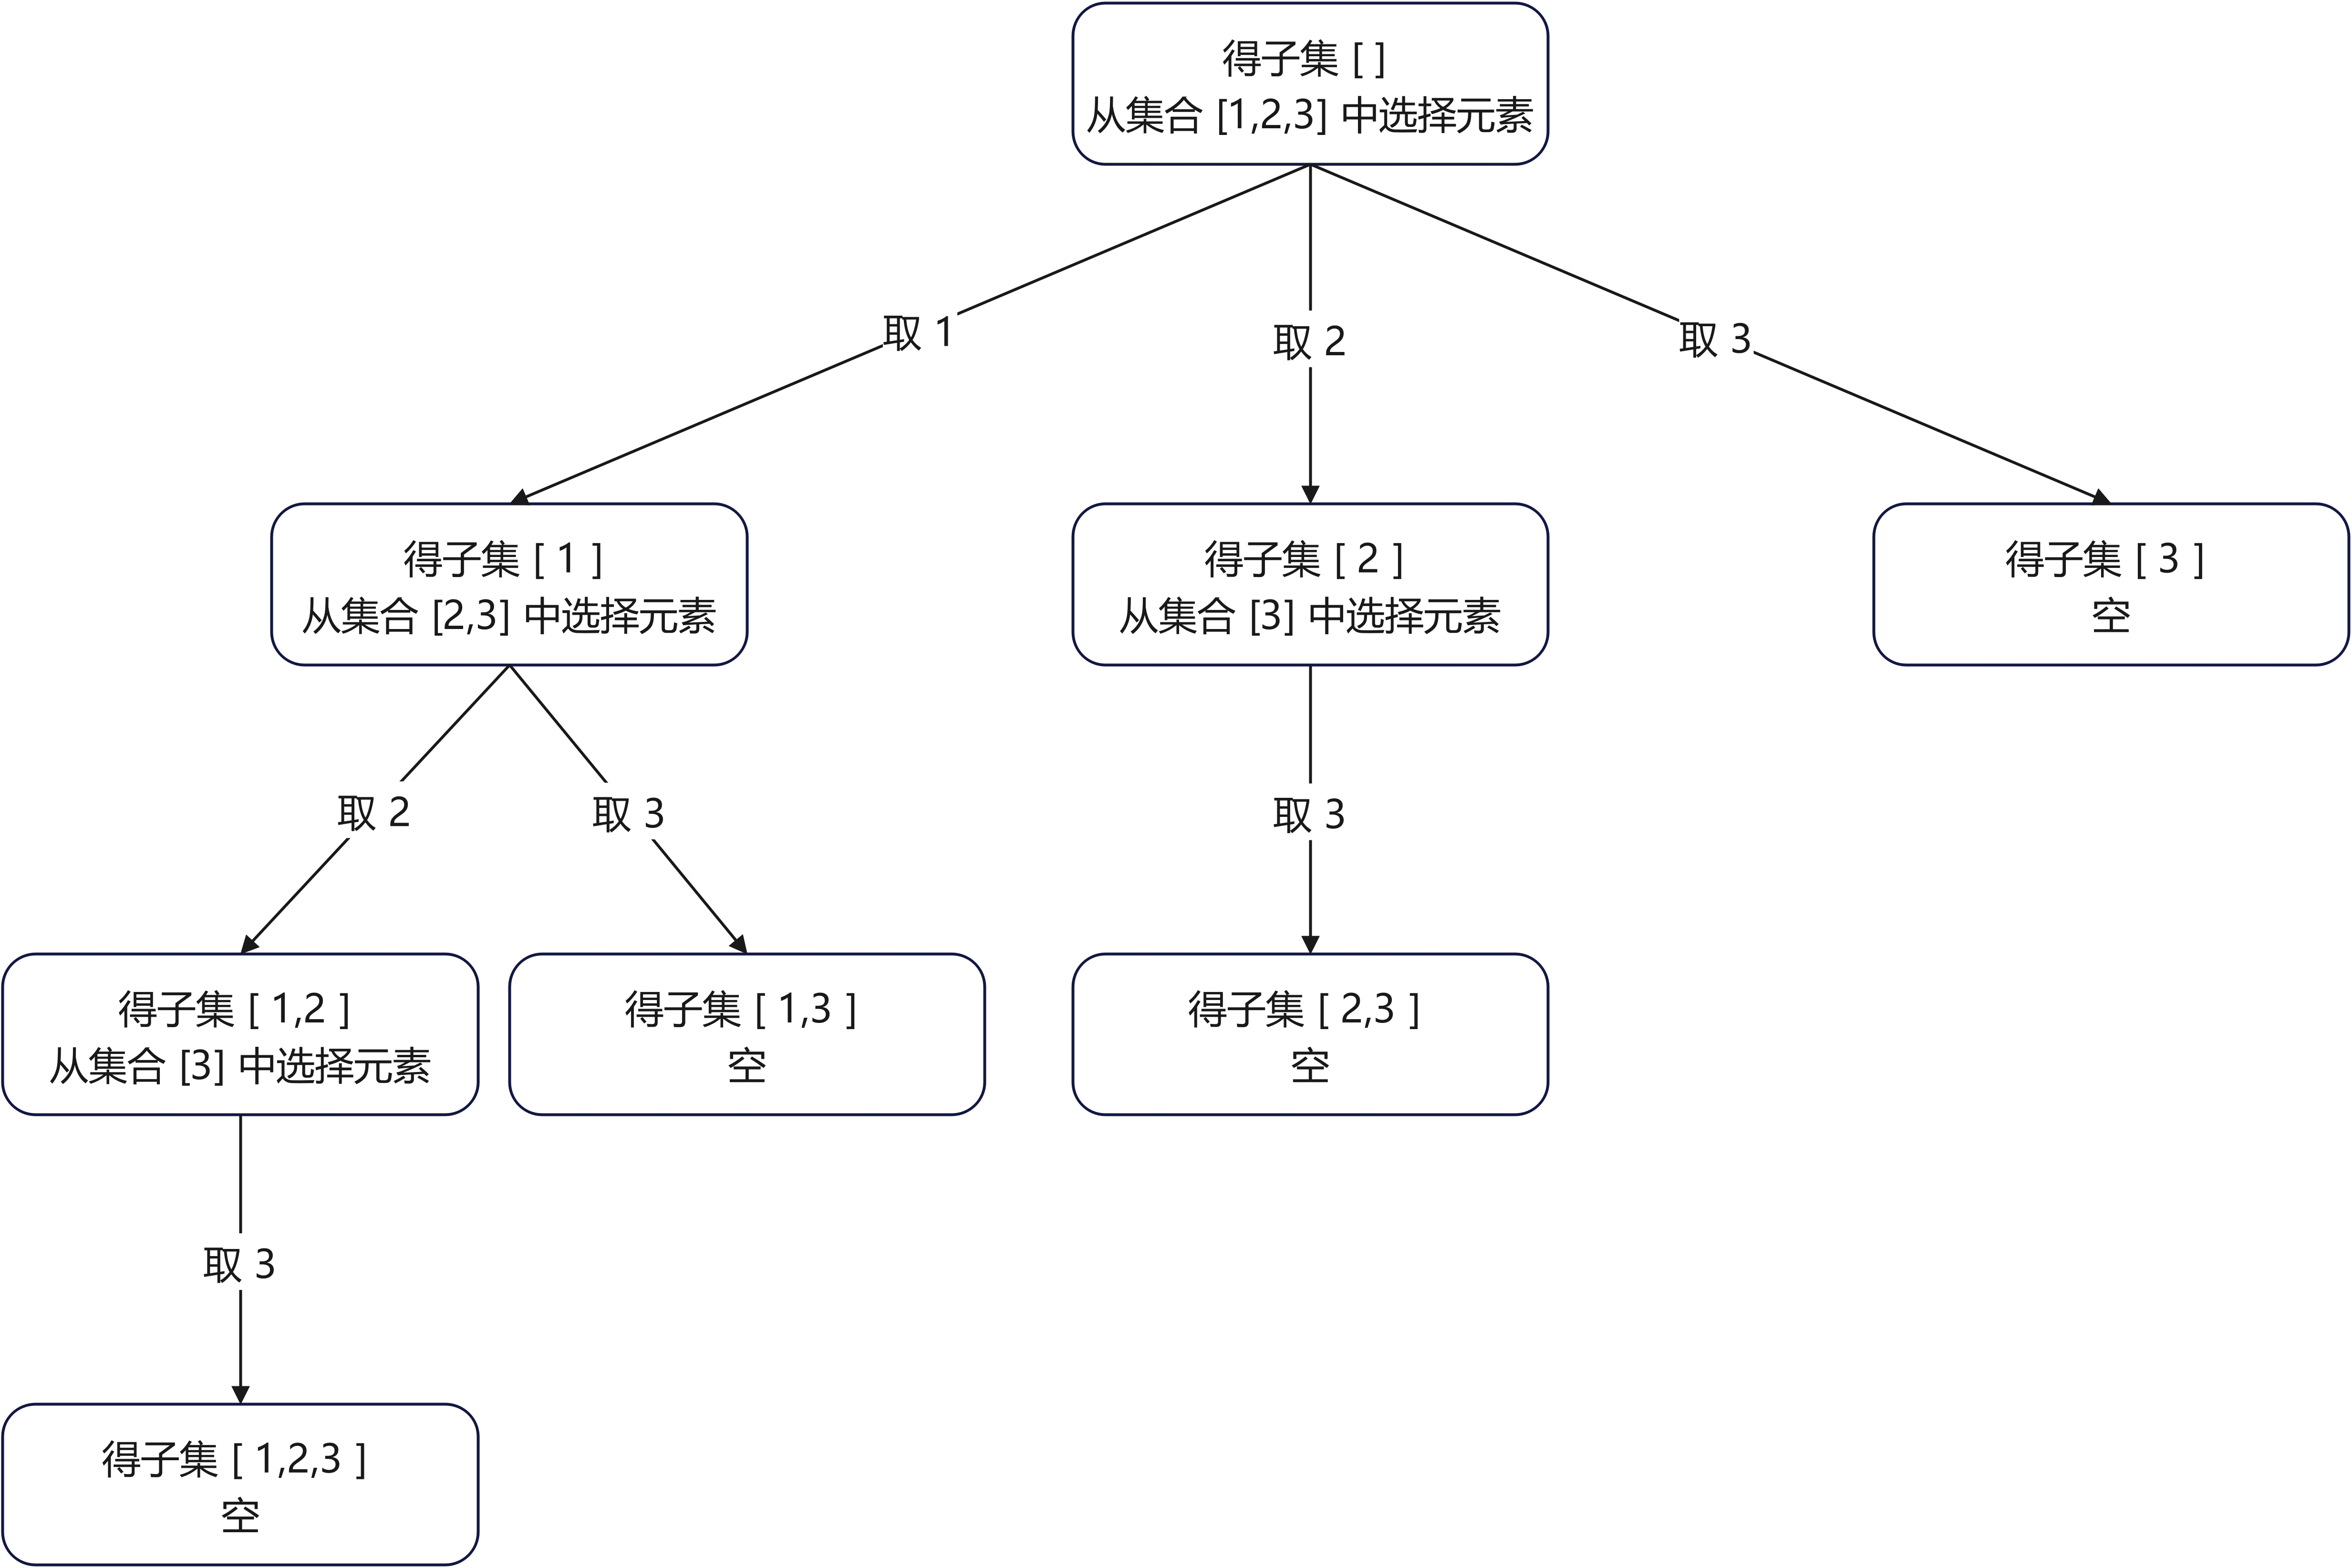 得子集 [ ]
从集合 [1,2,3] 中选择元素
取 1
取 2
取 3
得子集 [ 1 ]
从集合 [2,3] 中选择元素
得子集 [ 2 ]
从集合 [3] 中选择元素
得子集 [ 3 ]
空
取 2
取 3
取 3
得子集 [ 1,2 ]
从集合 [3] 中选择元素
得子集 [ 1,3 ]
空
得子集 [ 2,3 ]
空
取 3
得子集 [ 1,2,3 ]
空